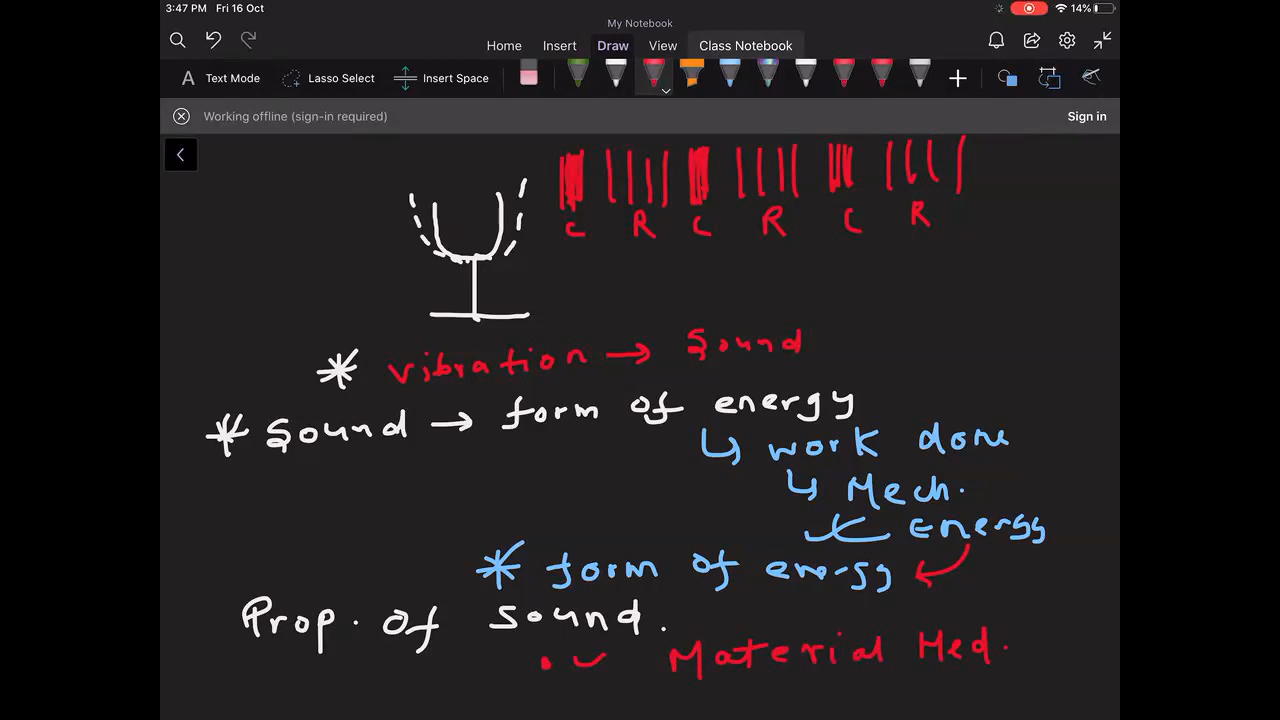 3:47 PM Fri 16 Oct
14%
My Notebook
Home Insert Draw View Class Notebook
A Text Mode Lasso Select Insert Space
Working offline (sign-in required) Sign in
C R C R C R
* Vibration → Sound
* Sound → form of energy
↳ work done
↳ Mech.
energy
* form of energy
Prop. of Sound.
Material Med.